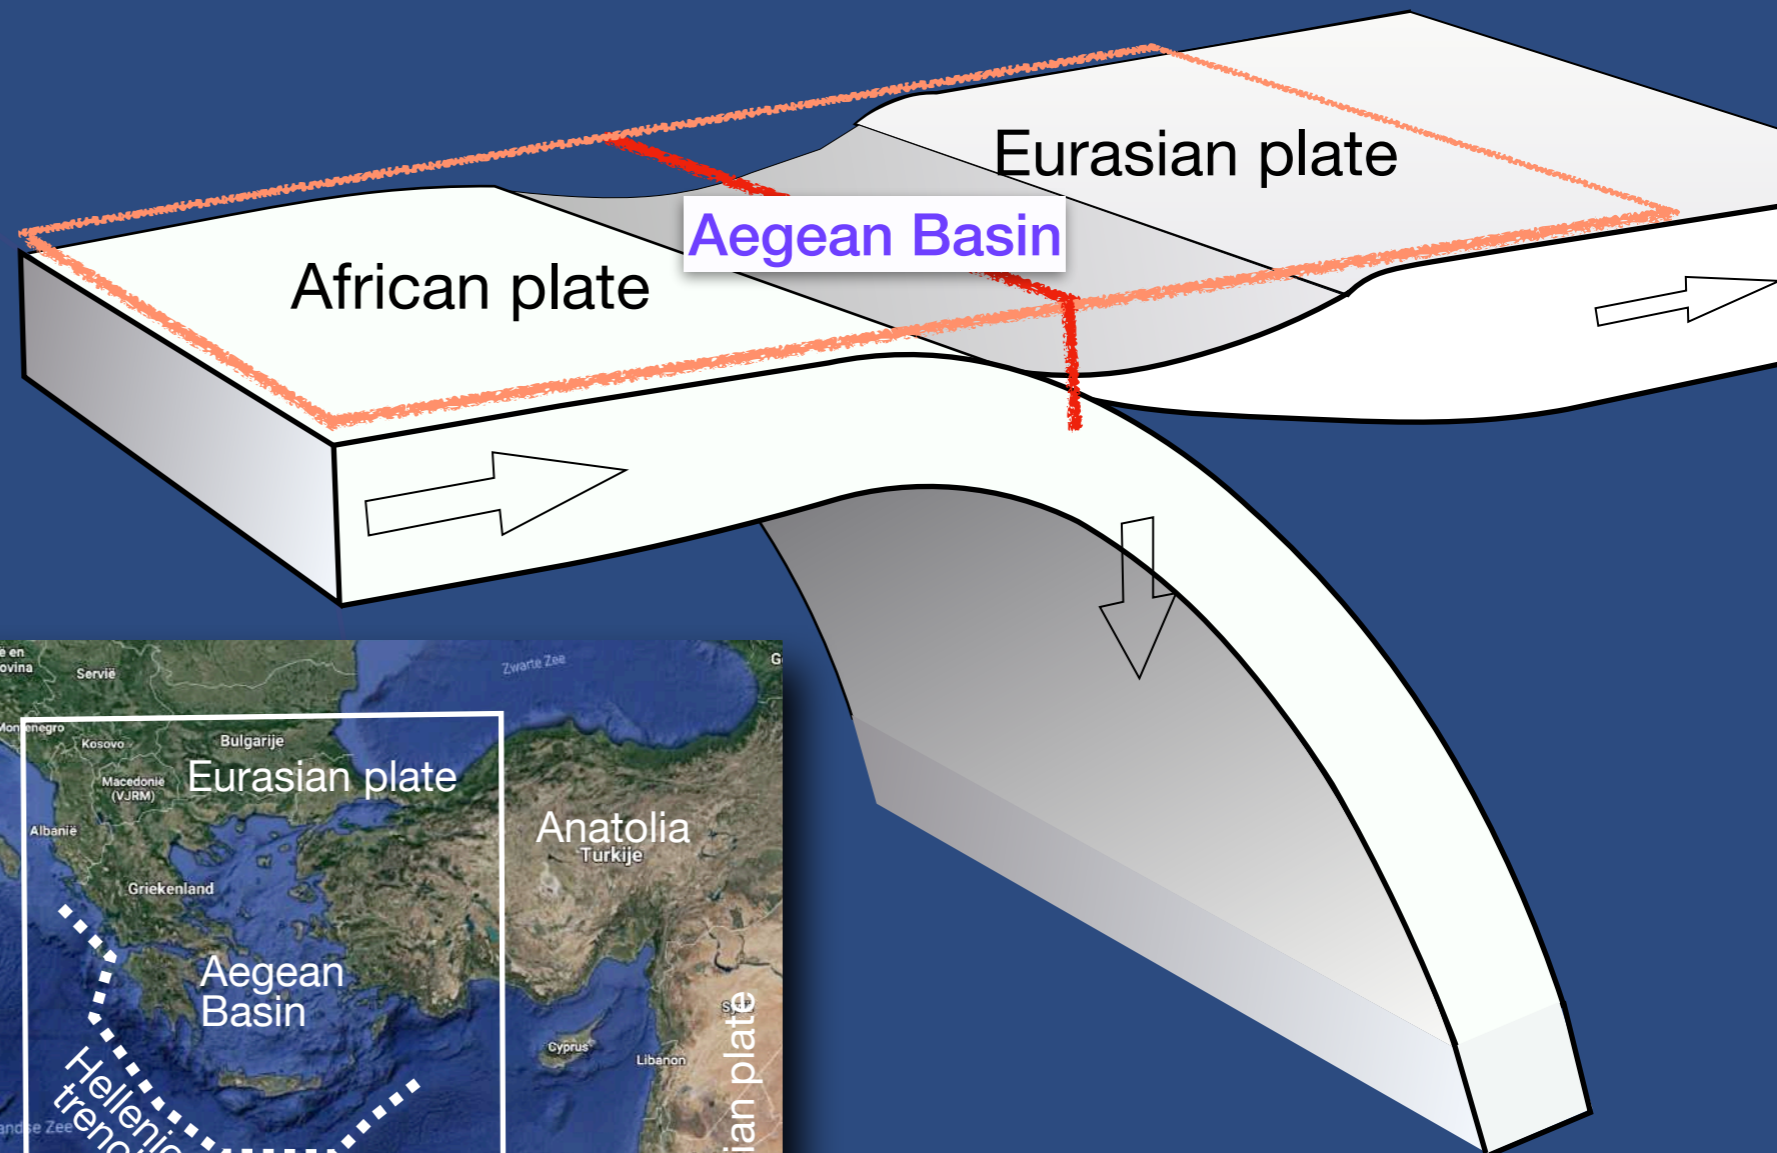 Eurasian plate
Aegean Basin
African plate
Servië
Zwarte Zee
Kosovo
Bulgarije
Macedonië
(VJRM)
Eurasian plate
Albanië
Anatolia
Turkije
Griekenland
Aegean
Basin
Cyprus
Libanon
Hellenic